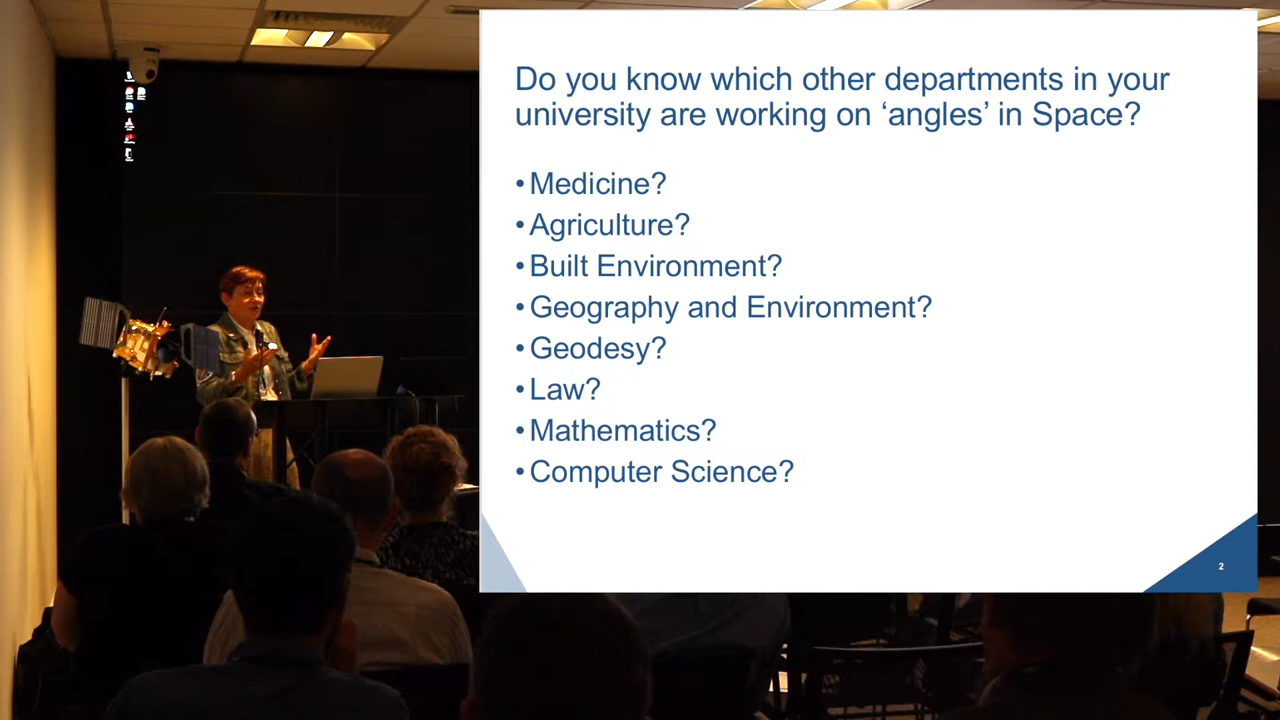 Do you know which other departments in your
university are working on ‘angles’ in Space?
•Medicine?
•Agriculture?
•Built Environment?
•Geography and Environment?
•Geodesy?
•Law?
•Mathematics?
•Computer Science?
2